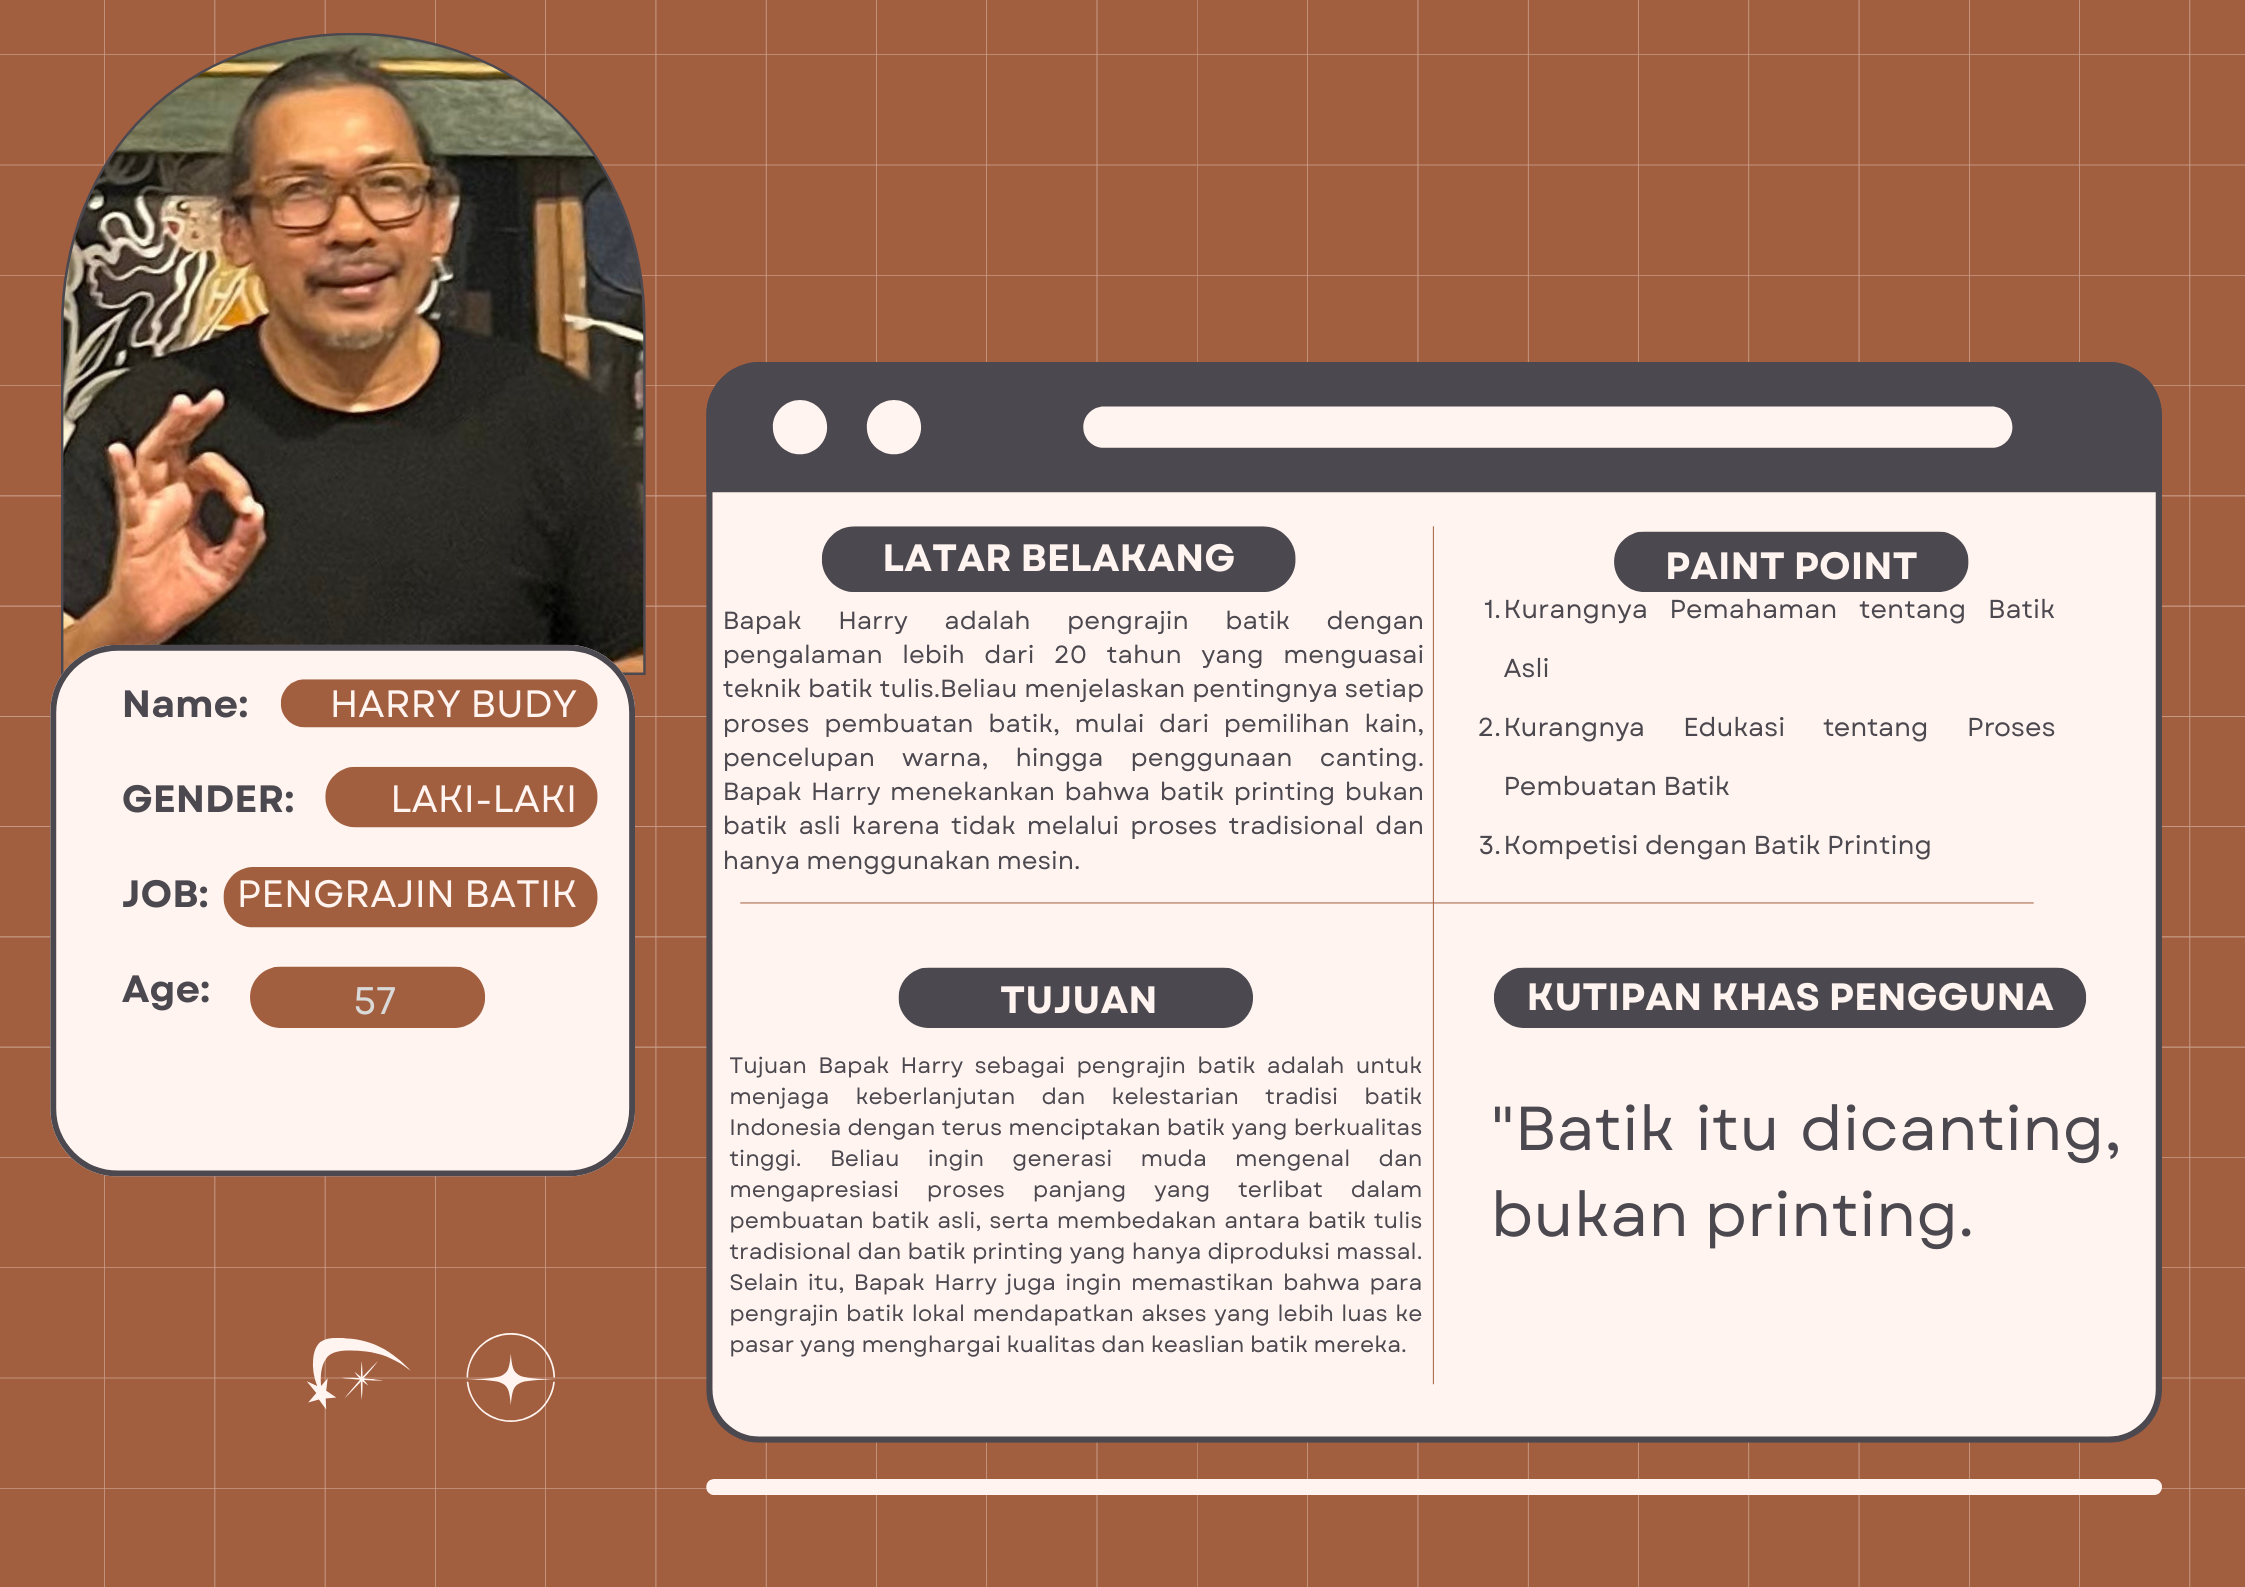 Name: HARRY BUDY
GENDER: LAKI-LAKI
JOB: PENGRAJIN BATIK
Age: 57
LATAR BELAKANG
Bapak Harry adalah pengrajin batik dengan
pengalaman lebih dari 20 tahun yang menguasai
teknik batik tulis.Beliau menjelaskan pentingnya setiap
proses pembuatan batik, mulai dari pemilihan kain,
pencelupan warna, hingga penggunaan canting.
Bapak Harry menekankan bahwa batik printing bukan
batik asli karena tidak melalui proses tradisional dan
hanya menggunakan mesin.
PAINT POINT
1.Kurangnya Pemahaman tentang Batik
Asli
2.Kurangnya Edukasi tentang Proses
Pembuatan Batik
3.Kompetisi dengan Batik Printing
TUJUAN
Tujuan Bapak Harry sebagai pengrajin batik adalah untuk
menjaga keberlanjutan dan kelestarian tradisi batik
Indonesia dengan terus menciptakan batik yang berkualitas
tinggi. Beliau ingin generasi muda mengenal dan
mengapresiasi proses panjang yang terlibat dalam
pembuatan batik asli, serta membedakan antara batik tulis
tradisional dan batik printing yang hanya diproduksi massal.
Selain itu, Bapak Harry juga ingin memastikan bahwa para
pengrajin batik lokal mendapatkan akses yang lebih luas ke
pasar yang menghargai kualitas dan keaslian batik mereka.
KUTIPAN KHAS PENGGUNA
"Batik itu dicanting,
bukan printing.